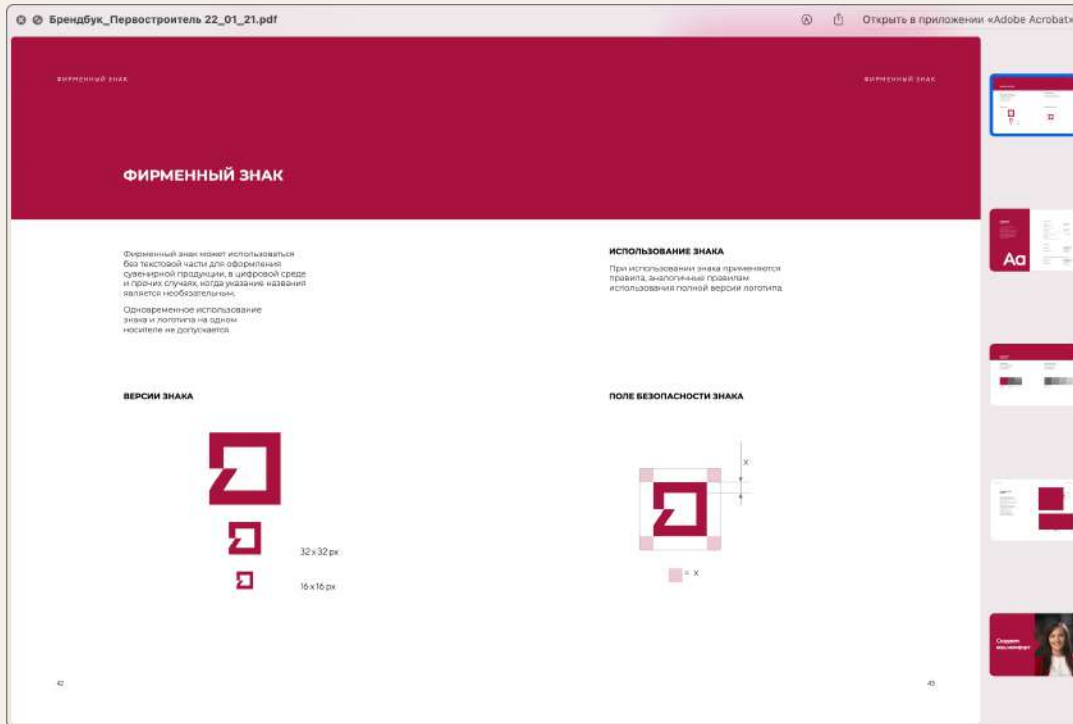 Брендбук_Первостроитель 22_01_21.pdf
Открыть в приложении «Adobe Acrobat»
ФИРМЕННЫЙ ЗНАК
ФИРМЕННЫЙ ЗНАК
ФИРМЕННЫЙ ЗНАК
Фирменный знак может использоваться
без текстовой части для оформления
сувенирной продукции, в цифровой среде
и прочих случаях, когда указание названия
является необязательным.
Одновременное использование
знака и логотипа на одном
носителе не допускается.
ИСПОЛЬЗОВАНИЕ ЗНАКА
При использовании знака применяются
правила, аналогичные правилам
использования полной версии логотипа.
ВЕРСИИ ЗНАКА
32 x 32 px
16 x 16 px
ПОЛЕ БЕЗОПАСНОСТИ ЗНАКА
X
= X
42
43
Aa
Создаем
ваш комфорт